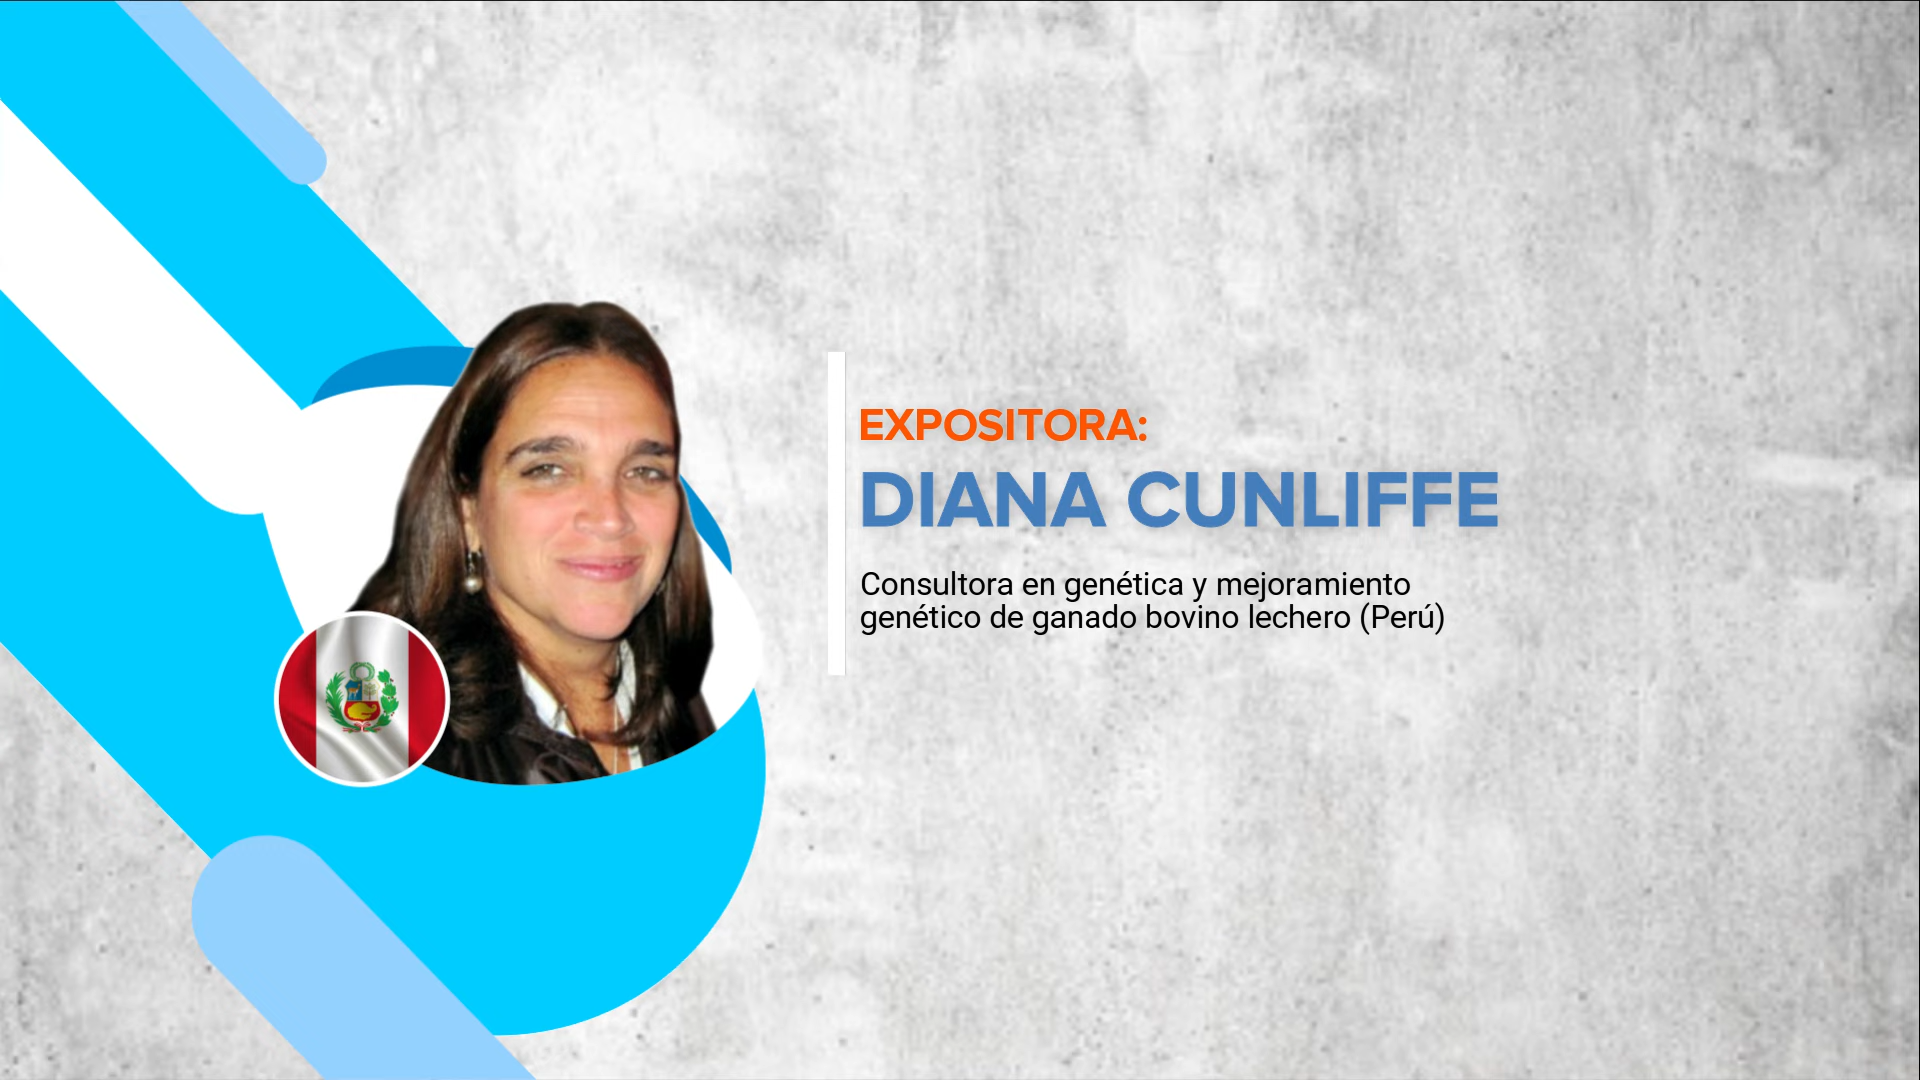 EXPOSITORA:
DIANA CUNLIFFE
Consultora en genética y mejoramiento
genético de ganado bovino lechero (Perú)